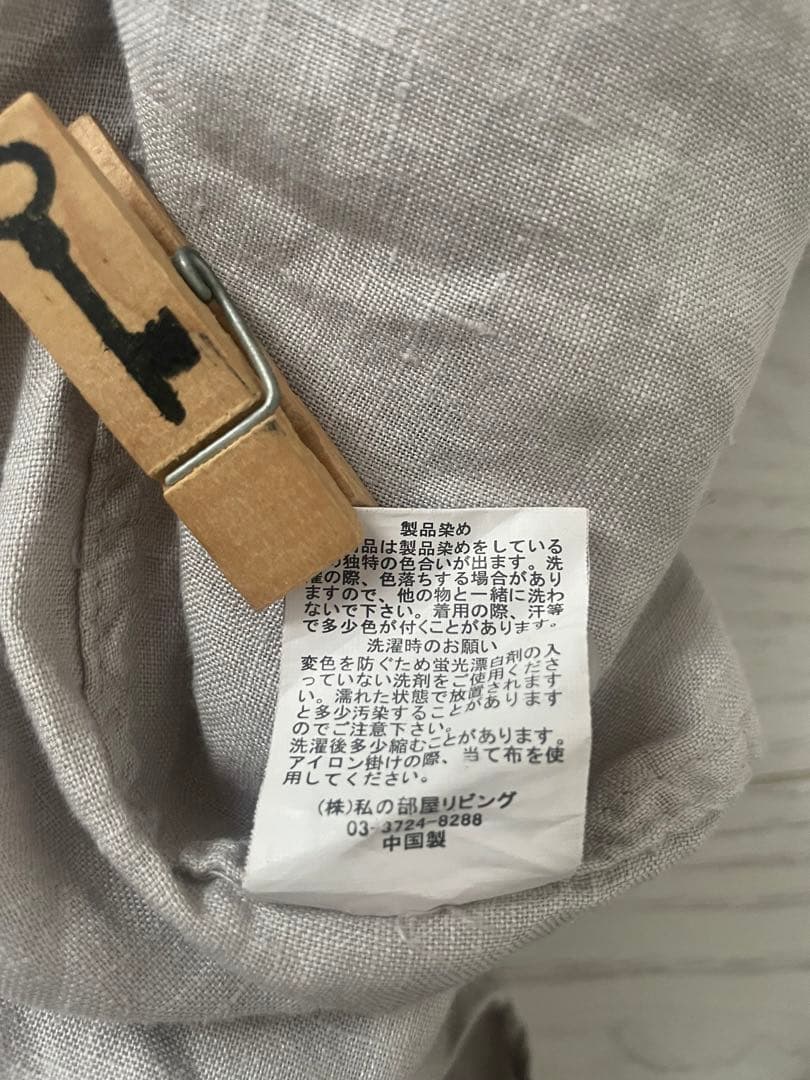 製品染め
品は製品染めをしている
独特の色合いが出ます。洗
濯の際、色落ちする場合があり
ますので、他の物と一緒に洗わ
ないで下さい。着用の際、汗等
で多少色が付くことがあります。
洗濯時のお願い
変色を防ぐため蛍光漂白剤の入
っていない洗剤をご使用くださ
い。濡れた状態で放置されます
と多少汚染することがあります
のでご注意下さい。
洗濯後多少縮むことがあります。
アイロン掛けの際、当て布を使
用してください。
(株)私の部屋リビング
03-3724-8288
中国製